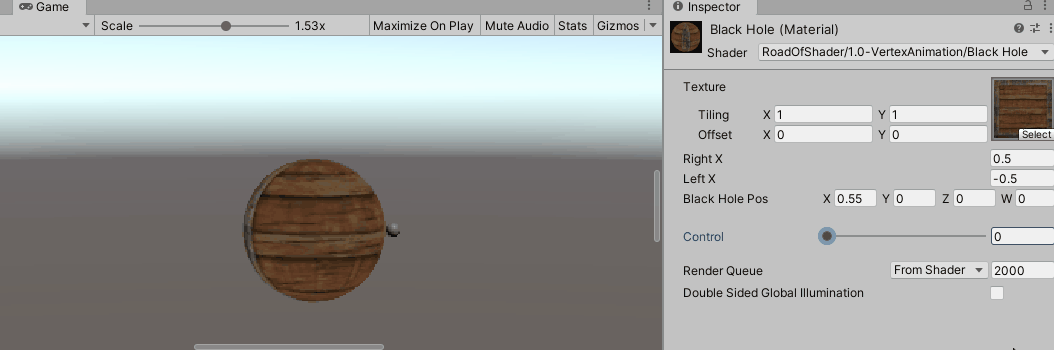 Game
Scale 1.53x Maximize On Play Mute Audio Stats Gizmos
Inspector
Black Hole (Material)
Shader RoadOfShader/1.0-VertexAnimation/Black Hole
Texture
Tiling X 1 Y 1
Offset X 0 Y 0
Select
Right X 0.5
Left X -0.5
Black Hole Pos X 0.55 Y 0 Z 0 W 0
Control 0
Render Queue From Shader 2000
Double Sided Global Illumination